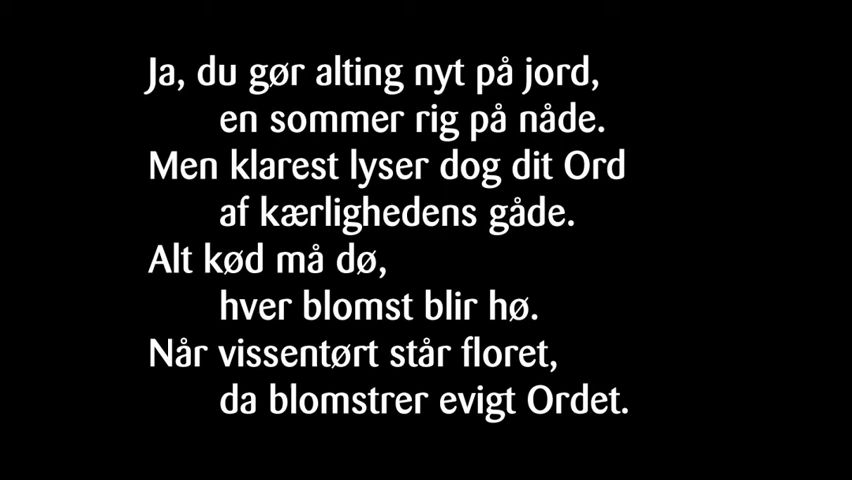 Ja, du gør alting nyt på jord,
en sommer rig på nåde.
Men klarest lyser dog dit Ord
af kærlighedens gåde.
Alt kød må dø,
hver blomst blir hø.
Når vissentørt står floret,
da blomstrer evigt Ordet.